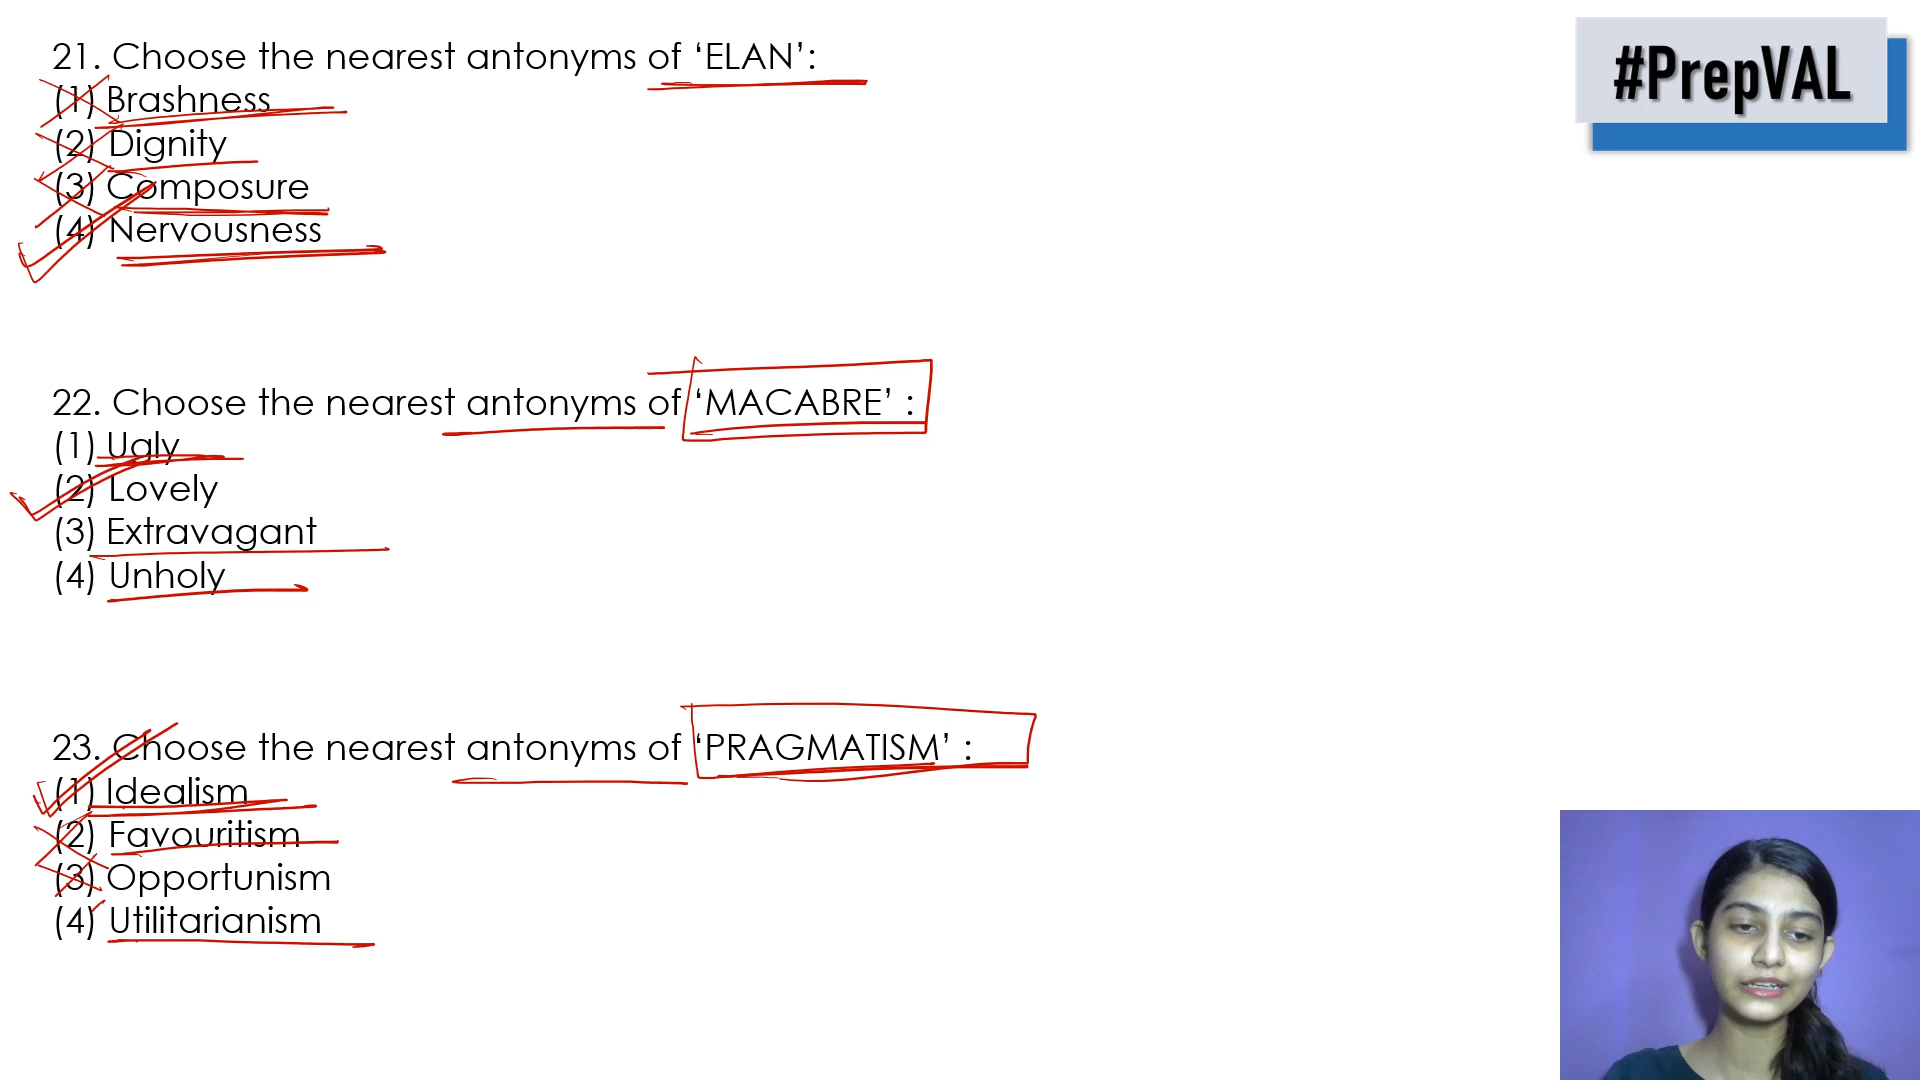 21. Choose the nearest antonyms of ‘ELAN’:
(1) Brashness
(2) Dignity
(3) Composure
(4) Nervousness
22. Choose the nearest antonyms of ‘MACABRE’ :
(1) Ugly
(2) Lovely
(3) Extravagant
(4) Unholy
23. Choose the nearest antonyms of ‘PRAGMATISM’ :
(1) Idealism
(2) Favouritism
(3) Opportunism
(4) Utilitarianism
#PrepVAL